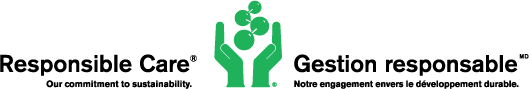 Responsible Care®
Our commitment to sustainability.
®
Gestion responsable MD
Notre engagement envers le développement durable.